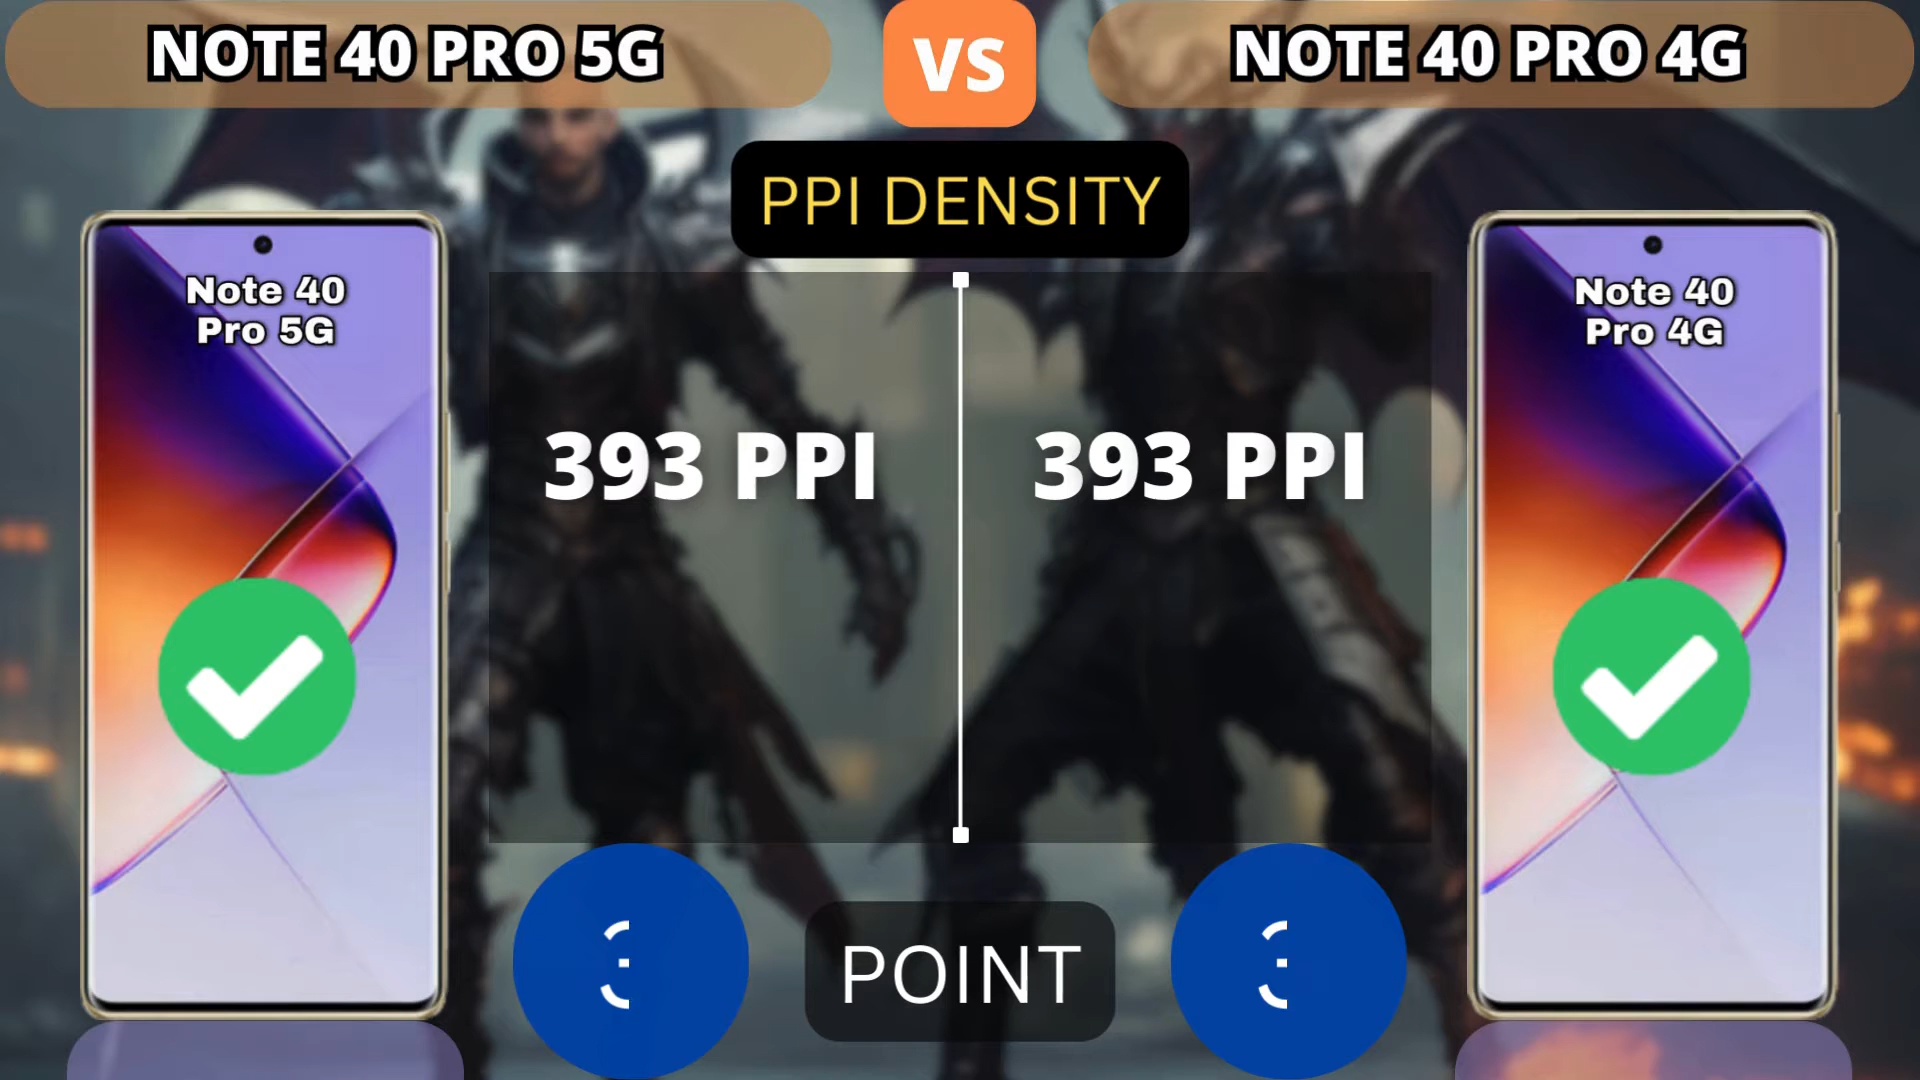 NOTE 40 PRO 5G
VS
NOTE 40 PRO 4G
PPI DENSITY
Note 40
Pro 5G
Note 40
Pro 4G
393 PPI
393 PPI
POINT